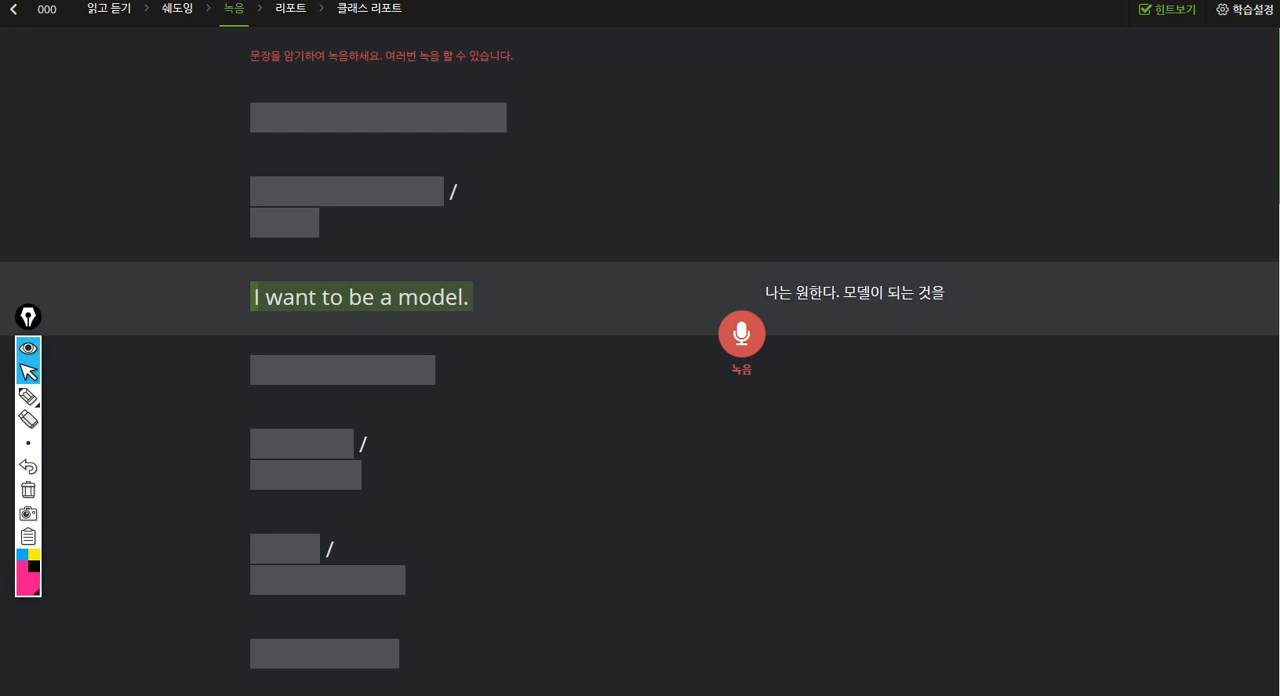 000 읽고 듣기 > 쉐도잉 > 녹음 > 리포트 > 클래스 리포트 힌트보기 학습설정
문장을 암기하여 녹음하세요. 여러번 녹음 할 수 있습니다.
/
I want to be a model. 나는 원한다. 모델이 되는 것을
녹음
/
/